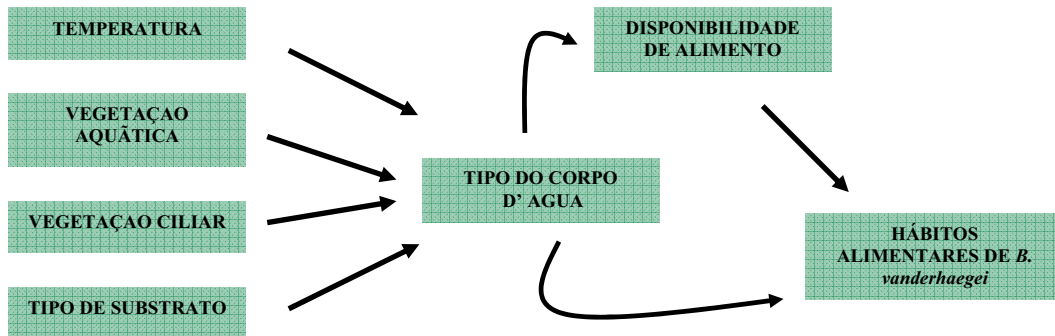 TEMPERATURA
VEGETAÇAO
AQUÃTICA
VEGETAÇAO CILIAR
TIPO DE SUBSTRATO
TIPO DO CORPO
D’ AGUA
DISPONIBILIDADE
DE ALIMENTO
HÁBITOS
ALIMENTARES DE B.
vanderhaegei